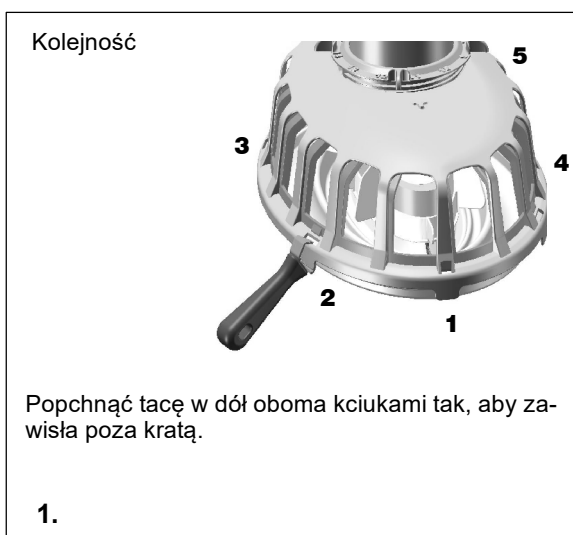 Kolejność
5
3
4
2
1
Popchnąć tacę w dół oboma kciukami tak, aby za-
wisła poza kratą.
1.